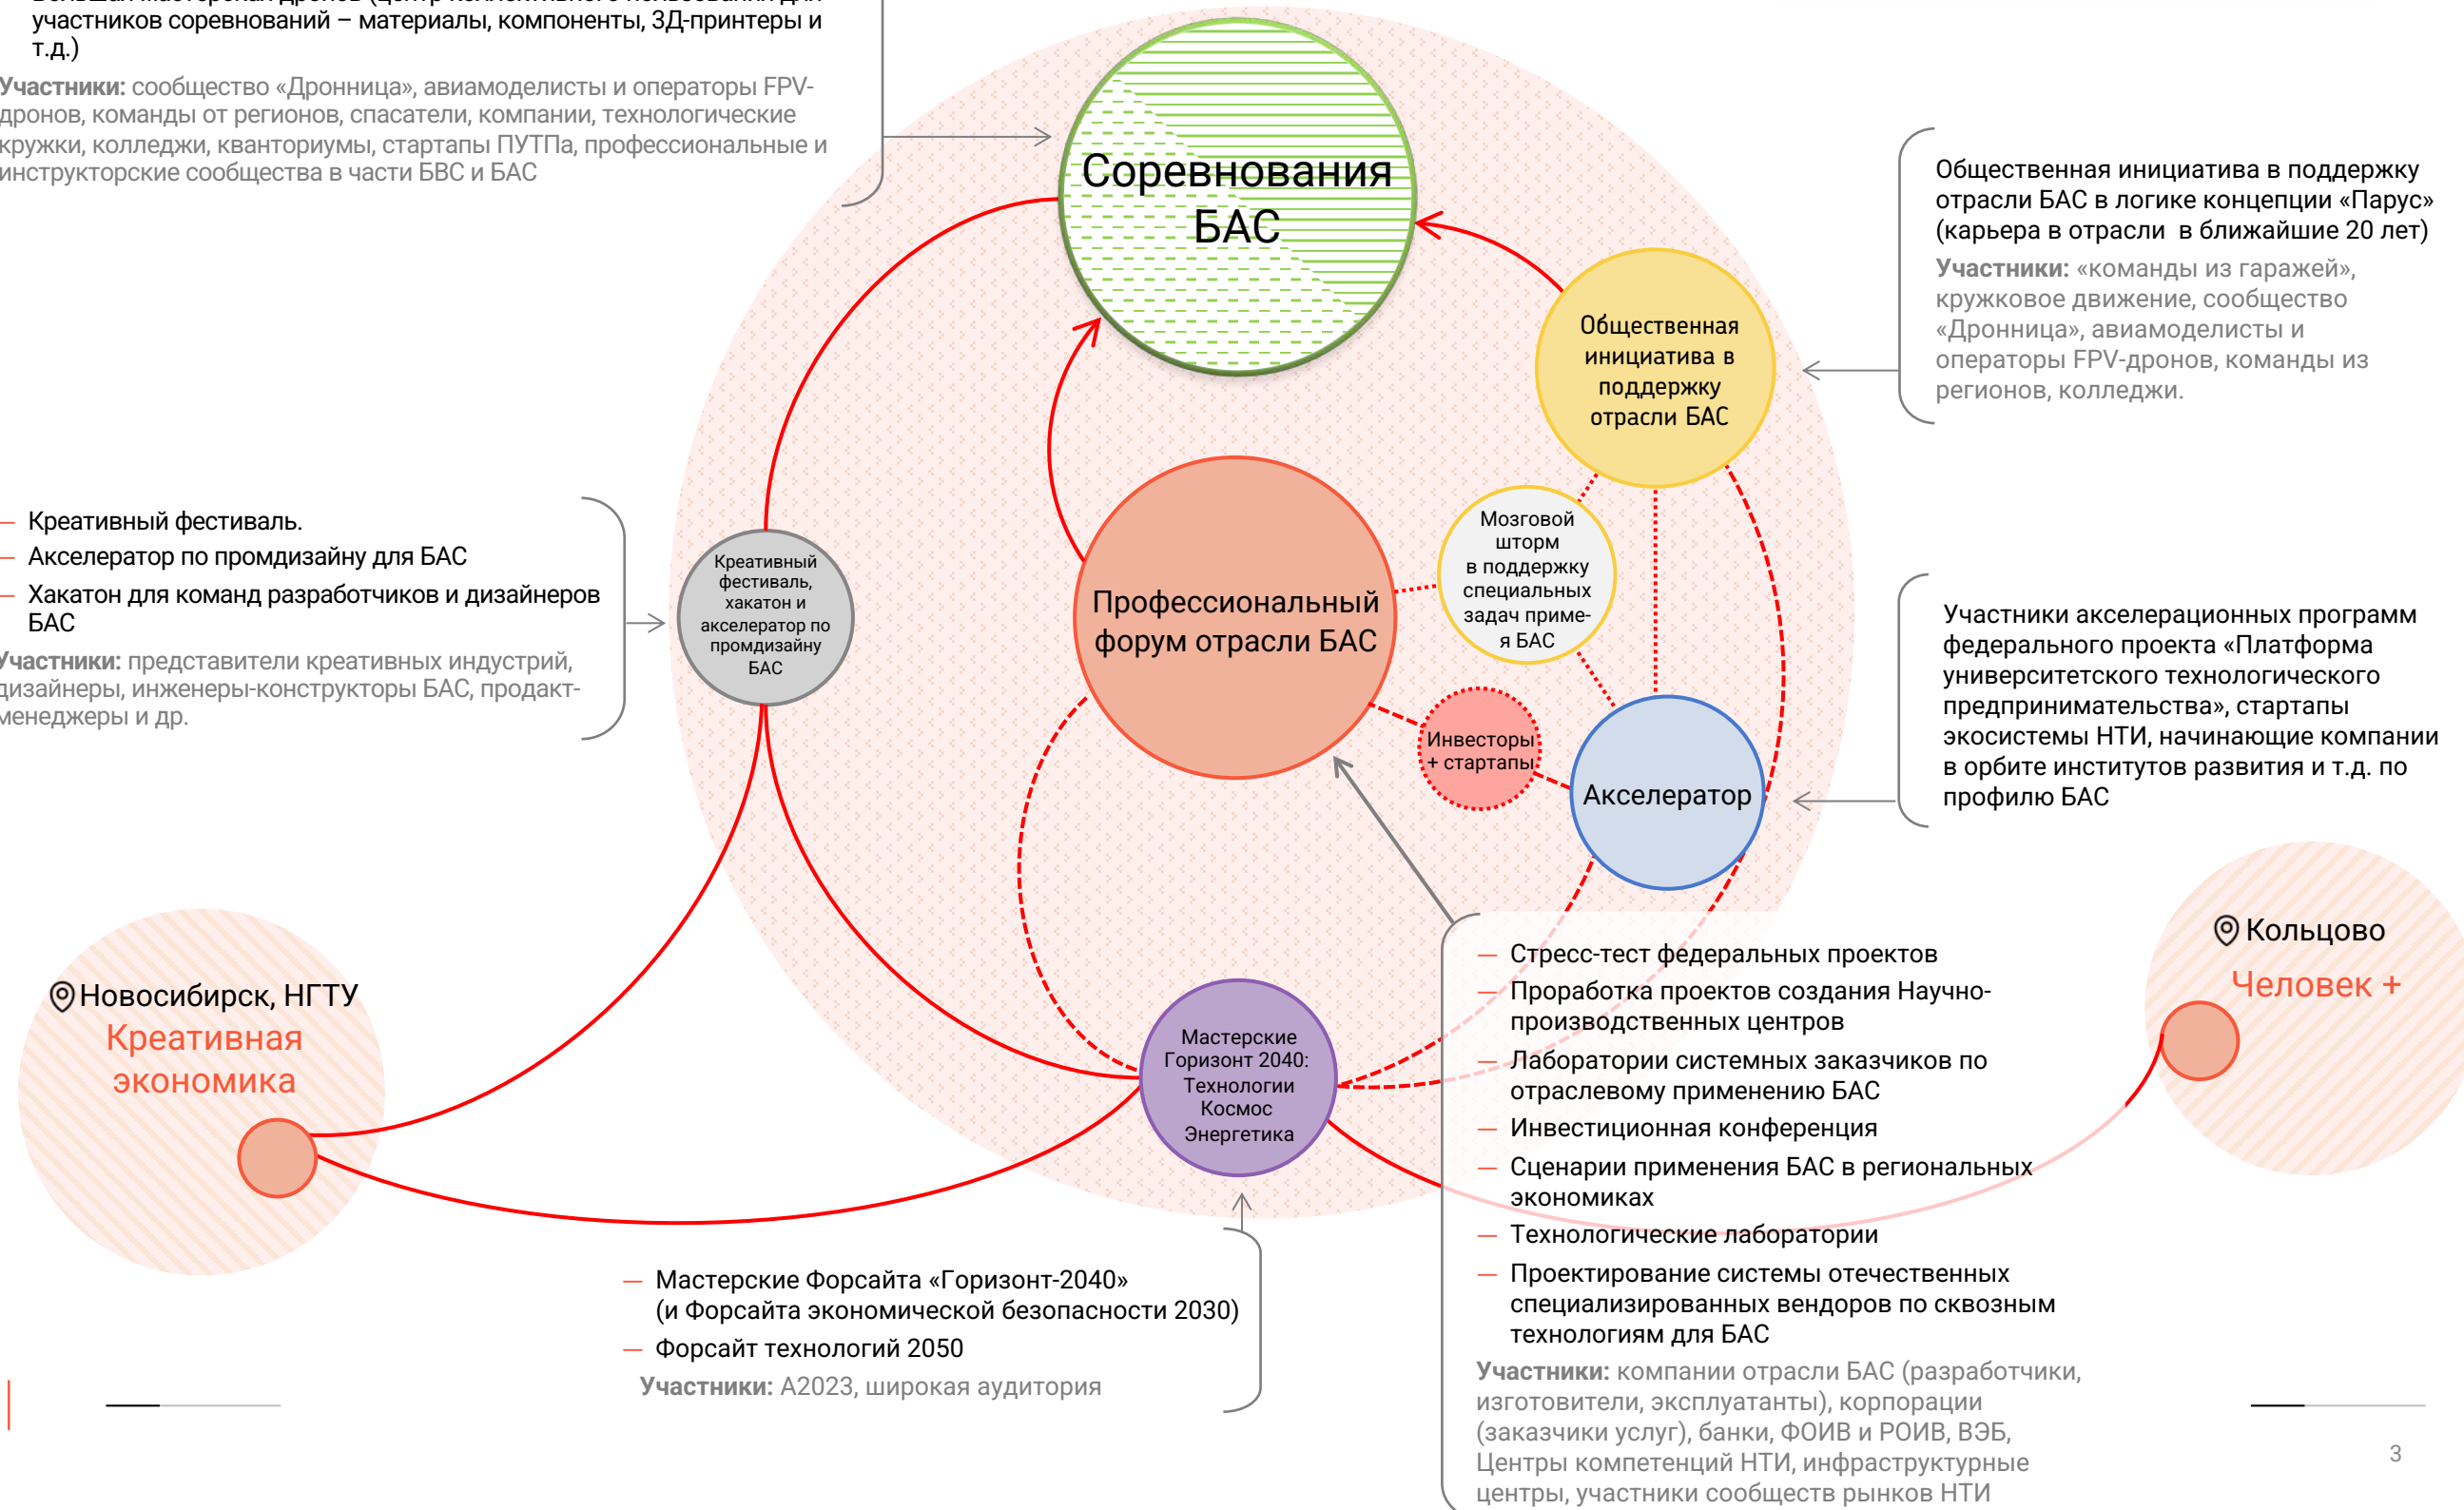 участников соревнований – материалы, компоненты, 3Д-принтеры и
т.д.)
Участники: сообщество «Дронница», авиамоделисты и операторы FPV-
дронов, команды от регионов, спасатели, компании, технологические
кружки, колледжи, кванториумы, стартапы ПУТПа, профессиональные и
инструкторские сообщества в части БВС и БАС
Соревнования
БАС
Общественная инициатива в поддержку
отрасли БАС в логике концепции «Парус»
(карьера в отрасли в ближайшие 20 лет)
Участники: «команды из гаражей»,
кружковое движение, сообщество
«Дронница», авиамоделисты и
операторы FPV-дронов, команды из
регионов, колледжи.
Общественная
инициатива в
поддержку
отрасли БАС
— Креативный фестиваль.
— Акселератор по промдизайну для БАС
— Хакатон для команд разработчиков и дизайнеров
БАС
Участники: представители креативных индустрий,
дизайнеры, инженеры-конструкторы БАС, продакт-
менеджеры и др.
Креативный
фестиваль,
хакатон и
акселератор по
промдизайну
БАС
Профессиональный
форум отрасли БАС
Мозговой
шторм
в поддержку
специальных
задач приме-
я БАС
Инвесторы
+ стартапы
Акселератор
Участники акселерационных программ
федерального проекта «Платформа
университетского технологического
предпринимательства», стартапы
экосистемы НТИ, начинающие компании
в орбите институтов развития и т.д. по
профилю БАС
Новосибирск, НГТУ
Креативная
экономика
Кольцово
Человек +
Мастерские
Горизонт 2040:
Технологии
Космос
Энергетика
— Стресс-тест федеральных проектов
— Проработка проектов создания Научно-
производственных центров
— Лаборатории системных заказчиков по
отраслевому применению БАС
— Инвестиционная конференция
— Сценарии применения БАС в региональных
экономиках
— Технологические лаборатории
— Проектирование системы отечественных
специализированных вендоров по сквозным
технологиям для БАС
Участники: компании отрасли БАС (разработчики,
изготовители, эксплуатанты), корпорации
(заказчики услуг), банки, ФОИВ и РОИВ, ВЭБ,
Центры компетенций НТИ, инфраструктурные
центры, участники сообществ рынков НТИ
— Мастерские Форсайта «Горизонт-2040»
(и Форсайта экономической безопасности 2030)
— Форсайт технологий 2050
Участники: А2023, широкая аудитория
3